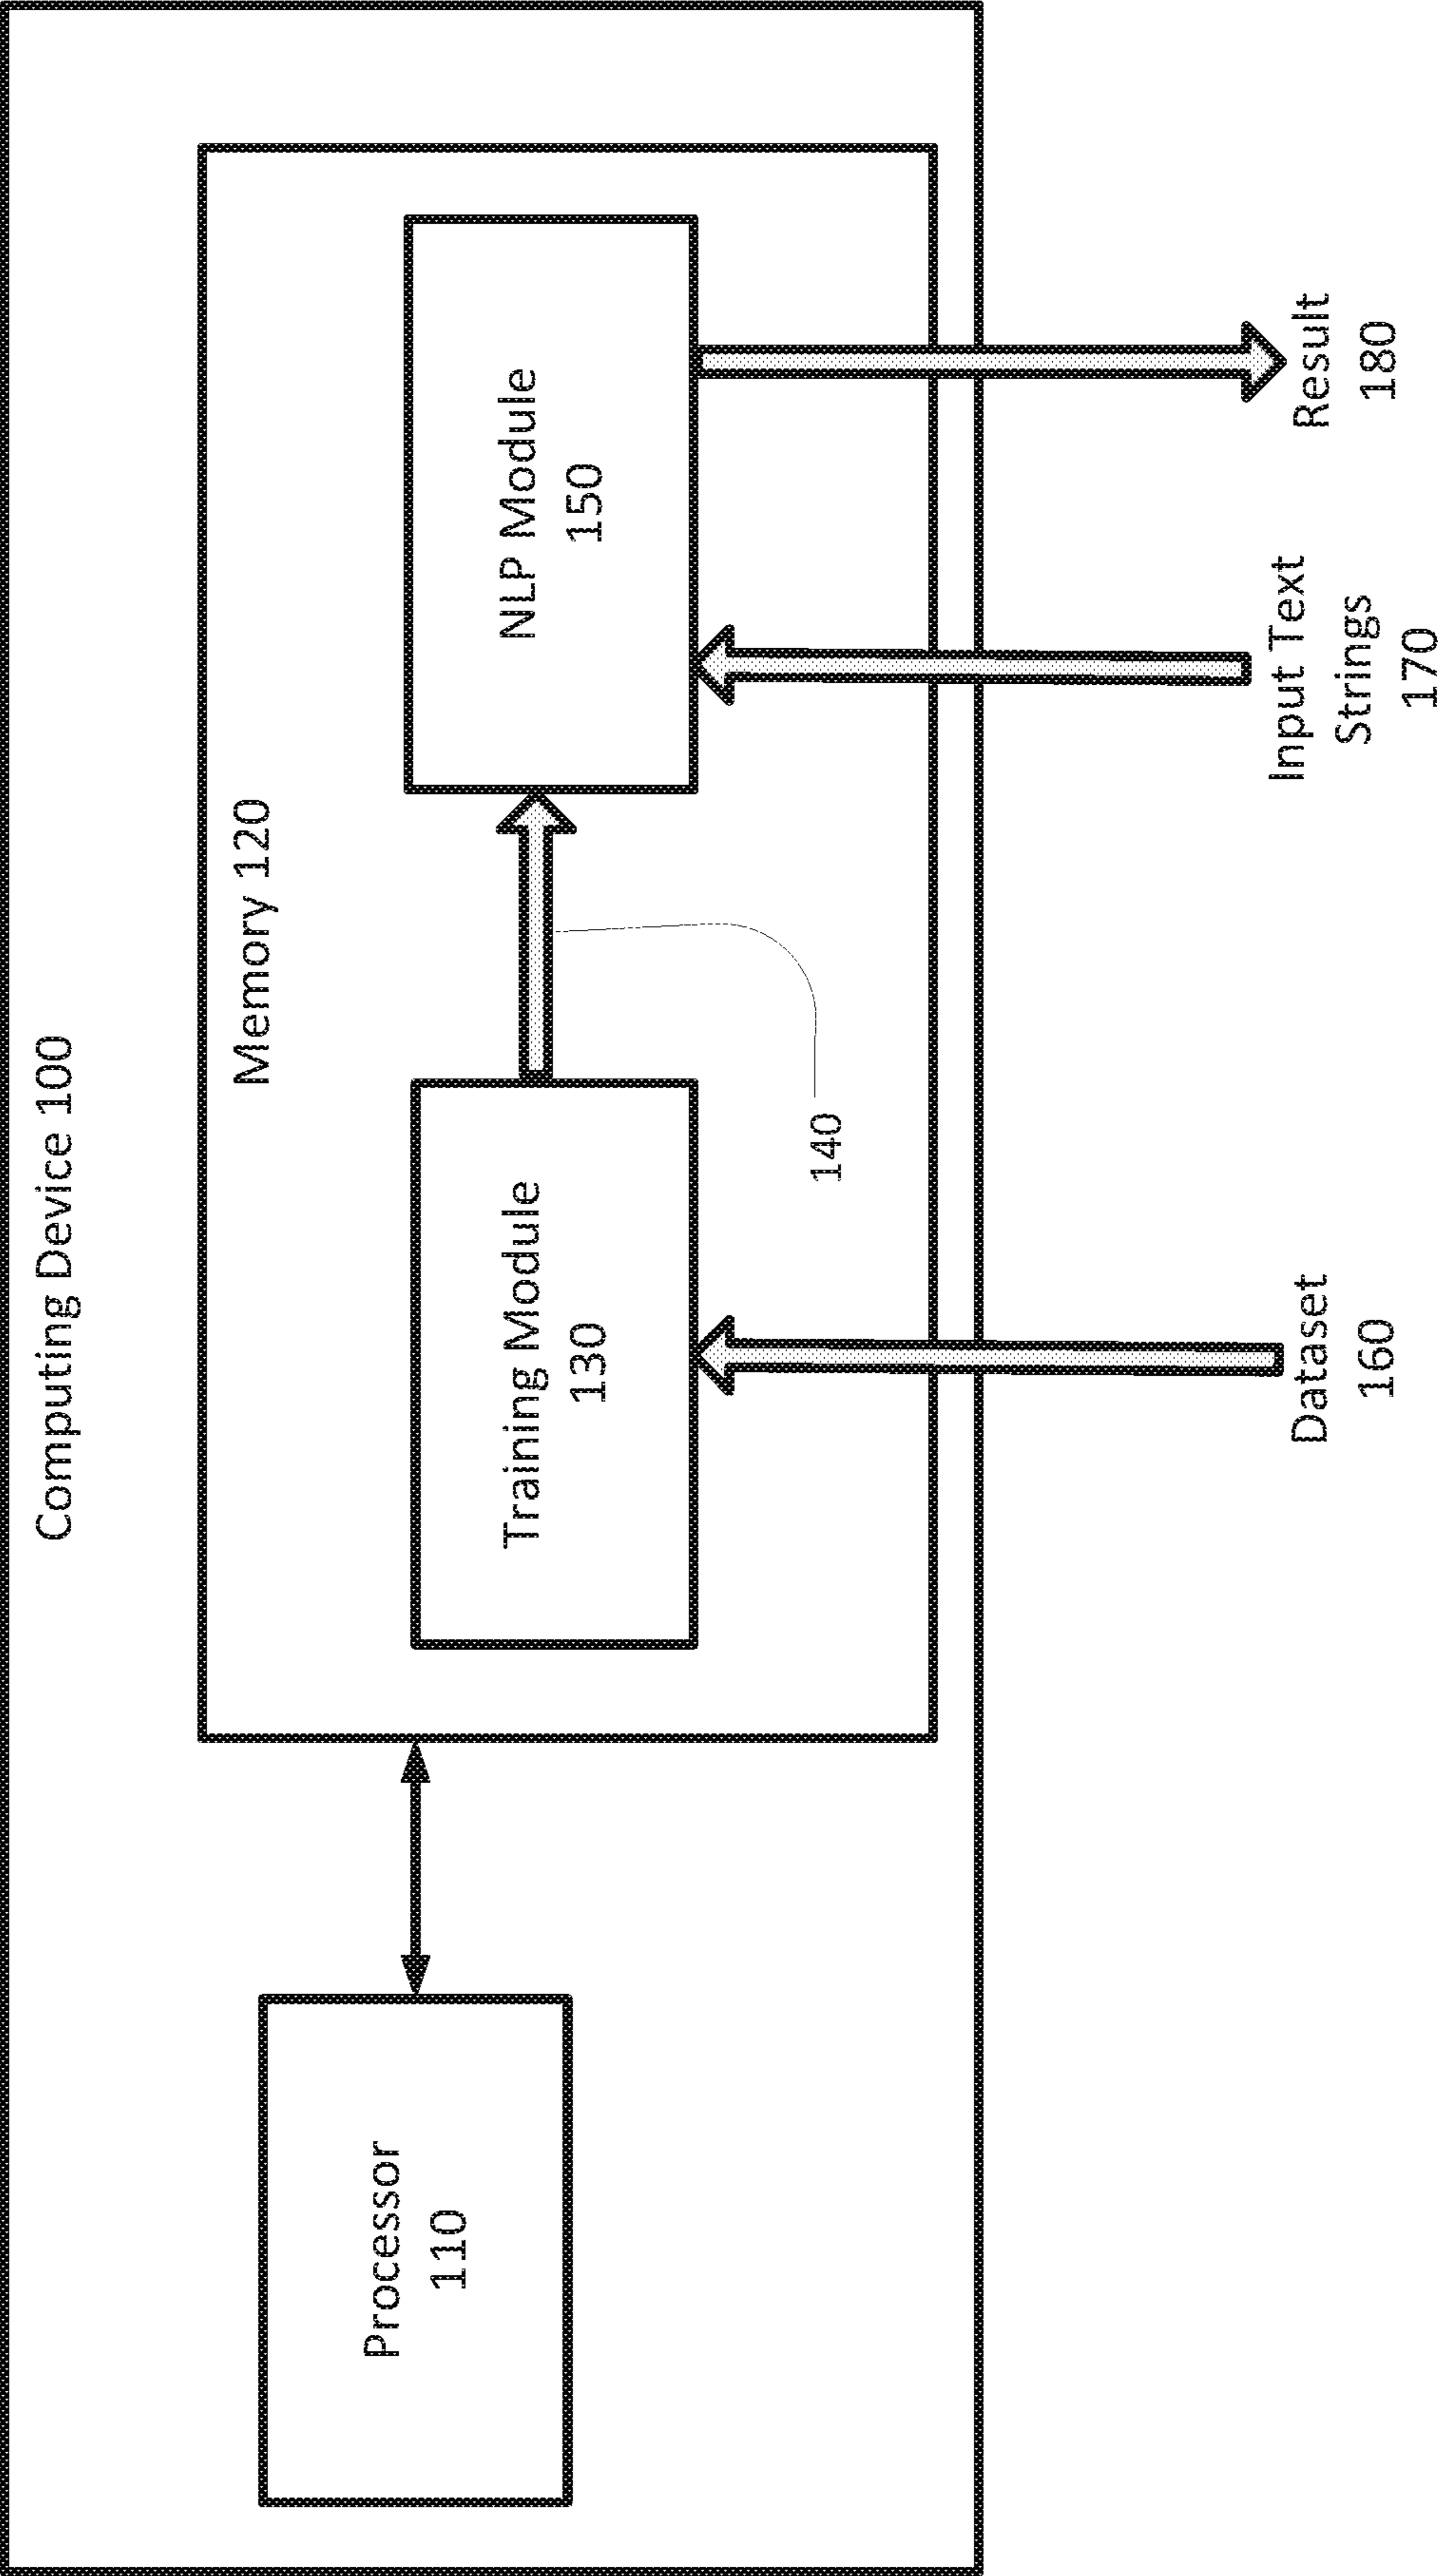 Computing Device 100
Memory 120
Processor
110
Training Module
130
140
NLP Module
150
Dataset
160
Input Text
Strings
170
Result
180